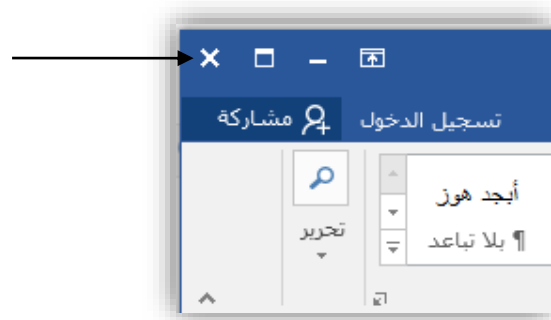 تسجيل الدخول مشاركة
أبجد هوز
¶ بلا تباعد
تحرير